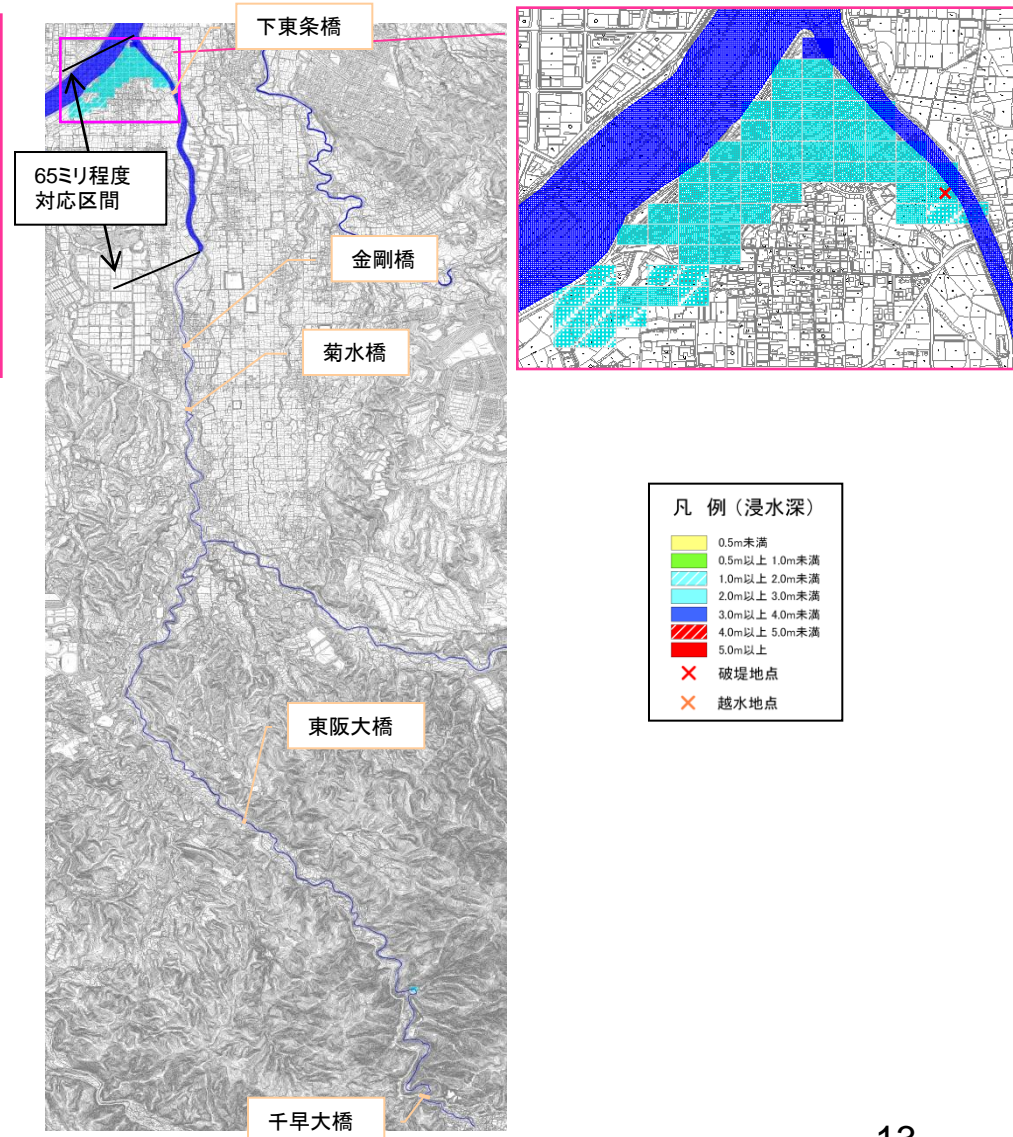 下東条橋
65ミリ程度
対応区間
金剛橋
菊水橋
東阪大橋
千早大橋
凡 例（浸水深）
0.5m未満
0.5m以上 1.0m未満
1.0m以上 2.0m未満
2.0m以上 3.0m未満
3.0m以上 4.0m未満
4.0m以上 5.0m未満
5.0m以上
破堤地点
越水地点